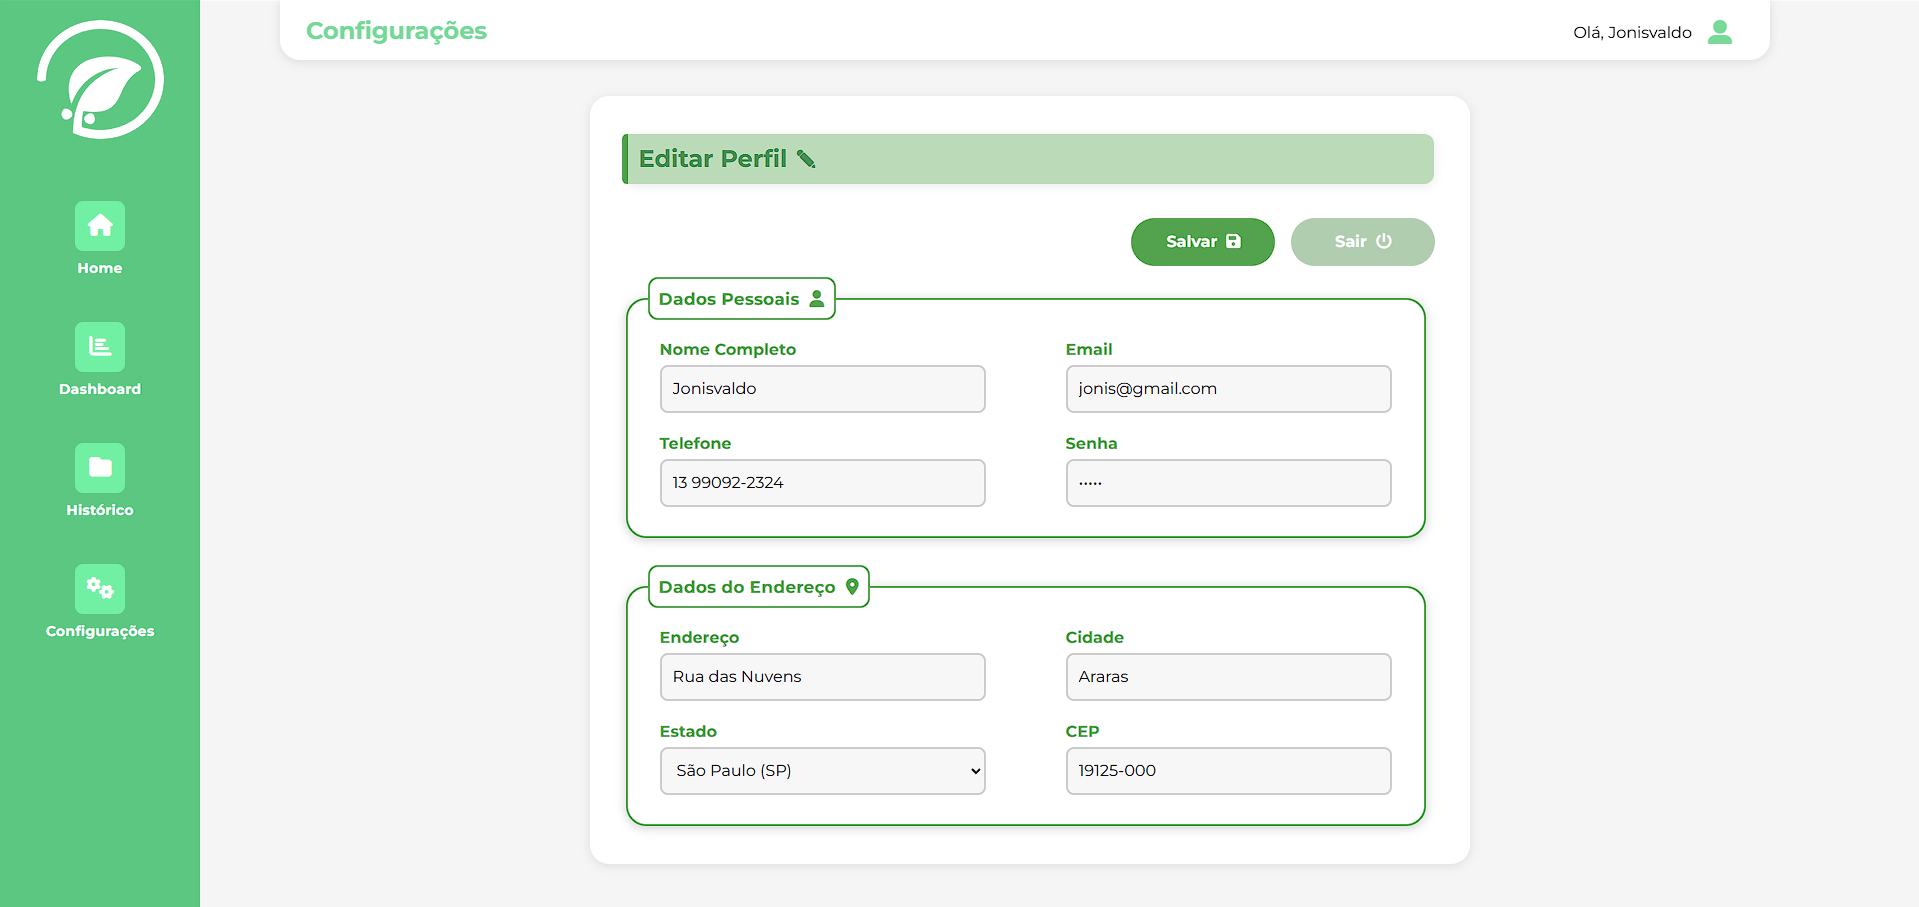 Configurações
Olá, Jonisvaldo
Home
Dashboard
Histórico
Configurações
Editar Perfil
Salvar
Sair
Dados Pessoais
Nome Completo
Email
Jonisvaldo
jonis@gmail.com
Telefone
Senha
13 99092-2324
•••••
Dados do Endereço
Endereço
Cidade
Rua das Nuvens
Araras
Estado
CEP
São Paulo (SP)
19125-000